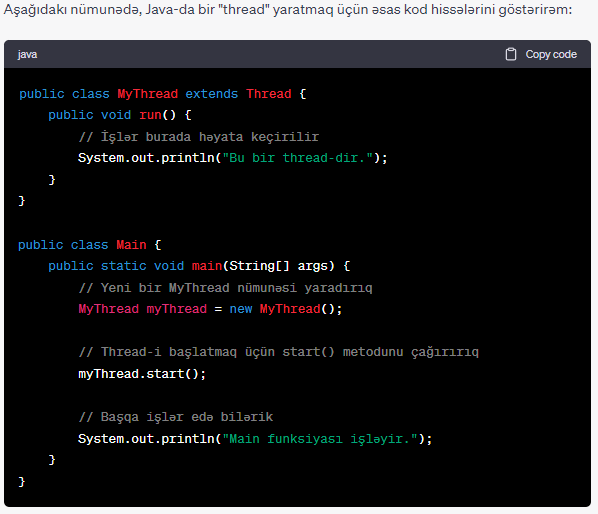 Aşağıdakı nümunədə, Java-da bir "thread" yaratmaq üçün əsas kod hissələrini göstərirəm:
java
Copy code
public class MyThread extends Thread {
    public void run() {
        // İşlər burada həyata keçirilir
        System.out.println("Bu bir thread-dir.");
    }
}
public class Main {
    public static void main(String[] args) {
        // Yeni bir MyThread nümunəsi yaradırıq
        MyThread myThread = new MyThread();
        // Thread-i başlatmaq üçün start() metodunu çağırırıq
        myThread.start();
        // Başqa işlər edə bilərik
        System.out.println("Main funksiyası işləyir.");
    }
}